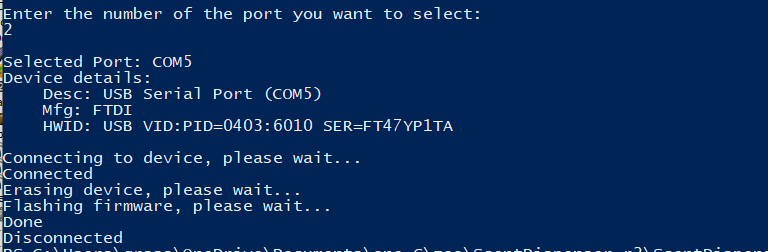 Enter the number of the port you want to select:
2
Selected Port: COM5
Device details:
Desc: USB Serial Port (COM5)
Mfg: FTDI
HWID: USB VID:PID=0403:6010 SER=FT47YP1TA
Connecting to device, please wait...
Connected
Erasing device, please wait...
Flashing firmware, please wait...
Done
Disconnected